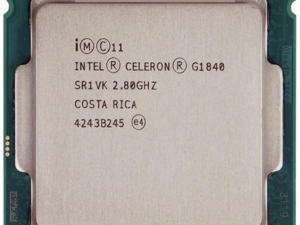 i Ⓜ Ⓒ 11
INTEL® CELERON® G1840
SR1VK 2.80GHZ
COSTA RICA
4243B245 e4